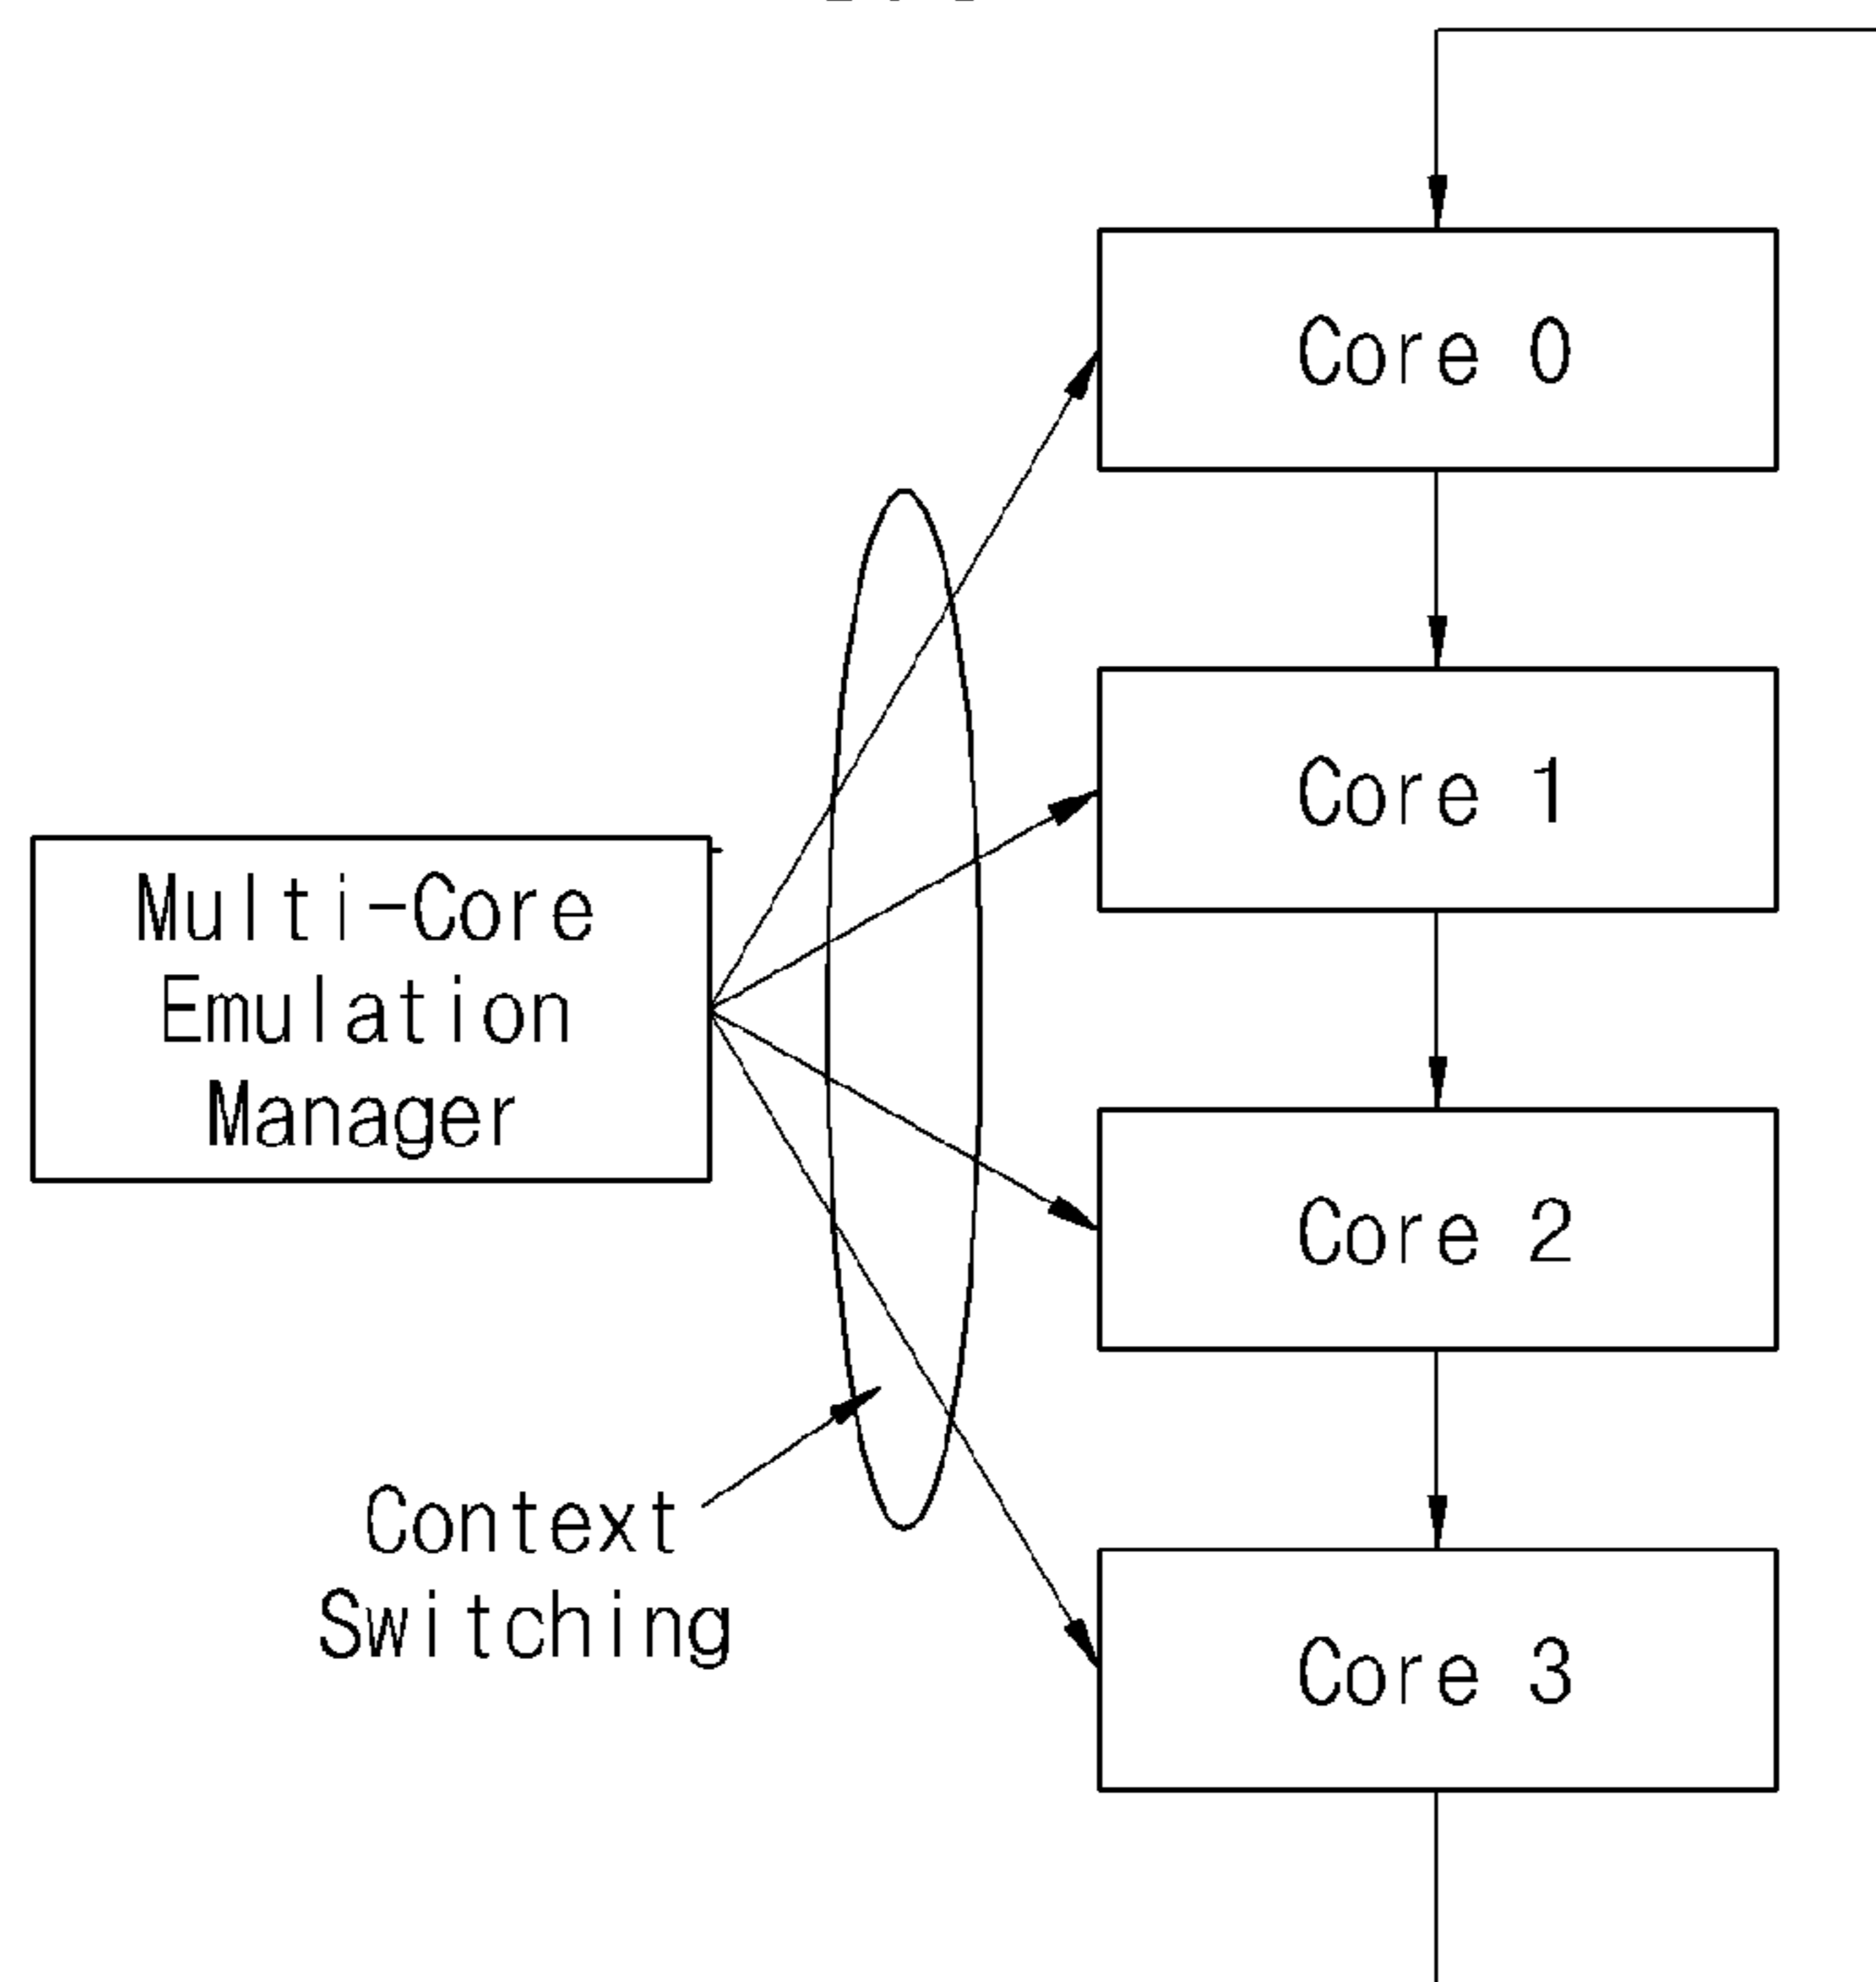 Core 0
Core 1
Multi-Core
Emulation
Manager
Core 2
Context
Switching
Core 3